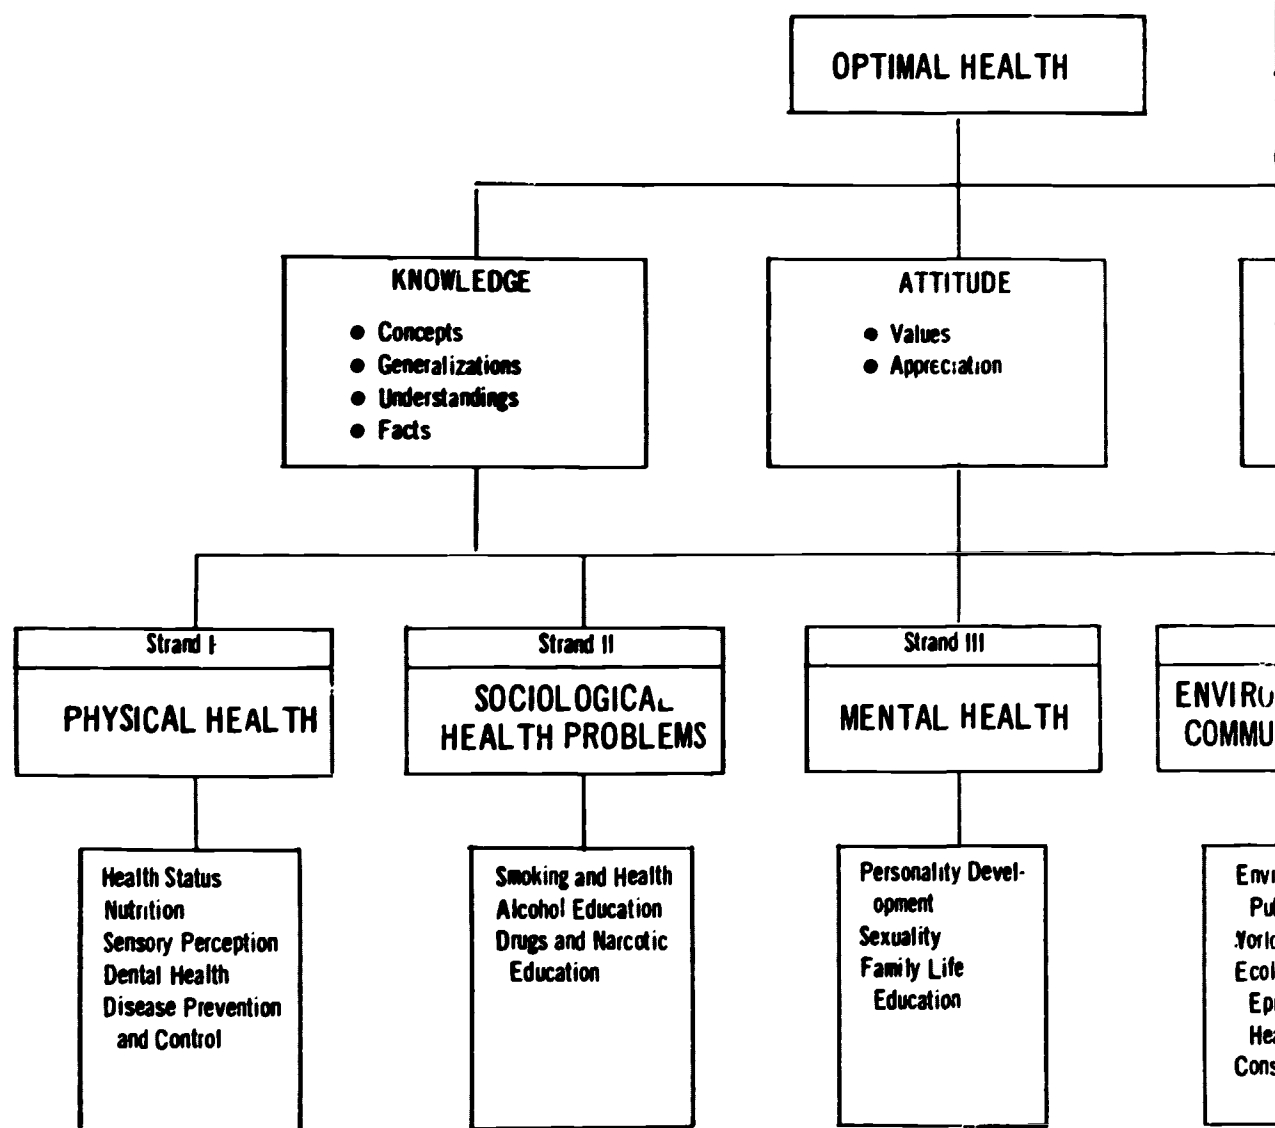 OPTIMAL HEALTH
KNOWLEDGE
● Concepts
● Generalizations
● Understandings
● Facts
ATTITUDE
● Values
● Appreciation
Strand I
PHYSICAL HEALTH
Strand II
SOCIOLOGICAL
HEALTH PROBLEMS
Strand III
MENTAL HEALTH
Health Status
Nutrition
Sensory Perception
Dental Health
Disease Prevention
and Control
Smoking and Health
Alcohol Education
Drugs and Narcotic
Education
Personality Devel-
opment
Sexuality
Family Life
Education